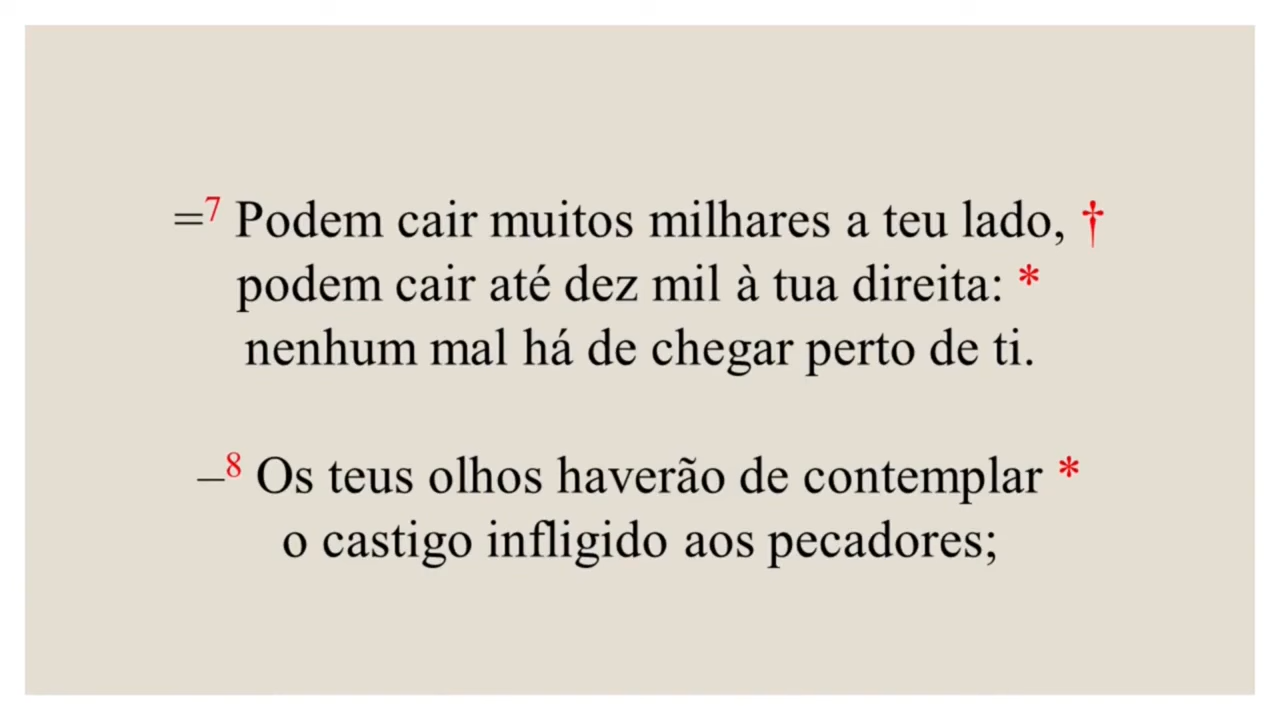 =7 Podem cair muitos milhares a teu lado, †
podem cair até dez mil à tua direita: *
nenhum mal há de chegar perto de ti.
–8 Os teus olhos haverão de contemplar *
o castigo infligido aos pecadores;